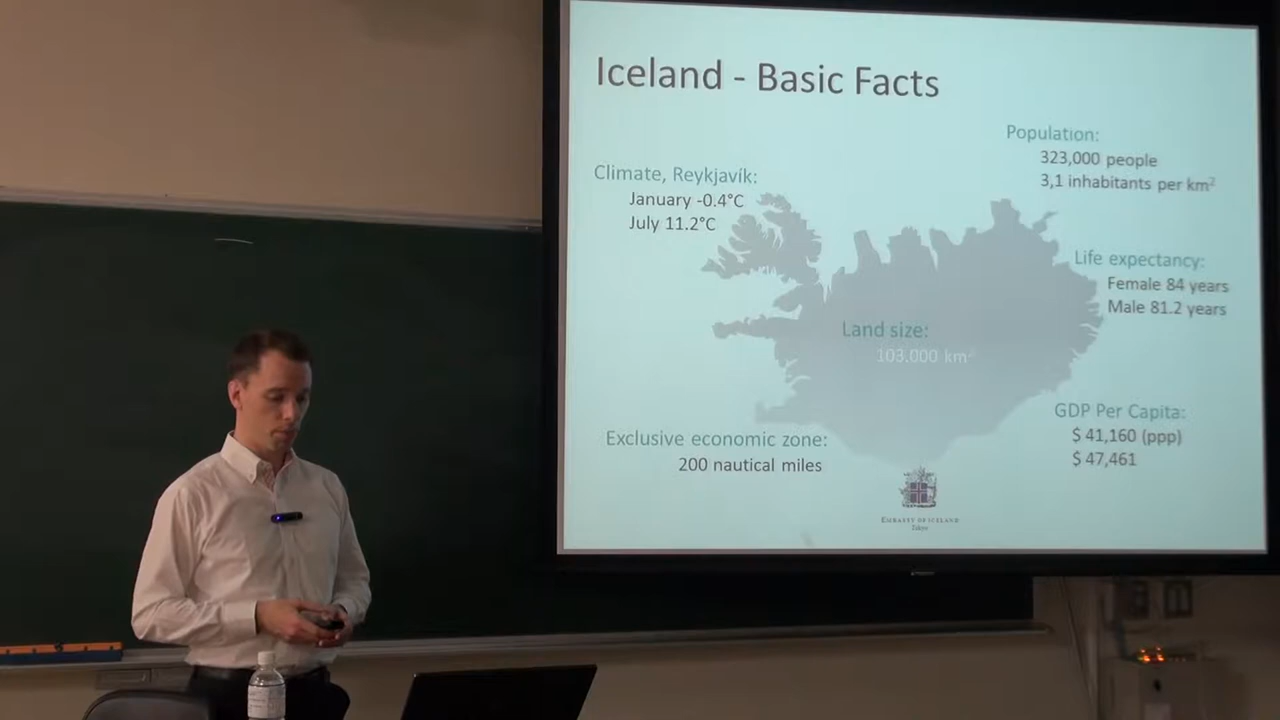 Iceland - Basic Facts
Population:
323,000 people
3,1 inhabitants per km²
Climate, Reykjavík:
January -0.4°C
July 11.2°C
Life expectancy:
Female 84 years
Male 81.2 years
Land size:
103.000 km²
GDP Per Capita:
$ 41,160 (ppp)
$ 47,461
Exclusive economic zone:
200 nautical miles
EMBASSY OF ICELAND
Tokyo